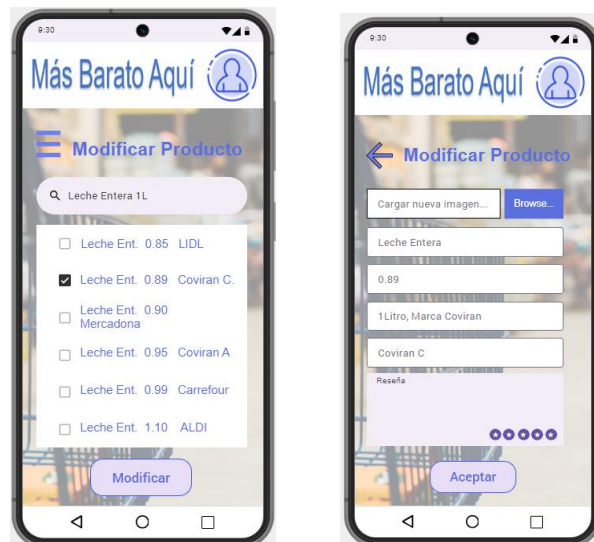 9:30
Más Barato Aquí
Modificar Producto
Leche Entera 1L
Leche Ent. 0.85 LIDL
Leche Ent. 0.89 Coviran C.
Leche Ent. 0.90
Mercadona
Leche Ent. 0.95 Coviran A
Leche Ent. 0.99 Carrefour
Leche Ent. 1.10 ALDI
Modificar
9:30
Más Barato Aquí
Modificar Producto
Cargar nueva imagen... Browse...
Leche Entera
0.89
1Litro, Marca Coviran
Coviran C
Reseña
Aceptar